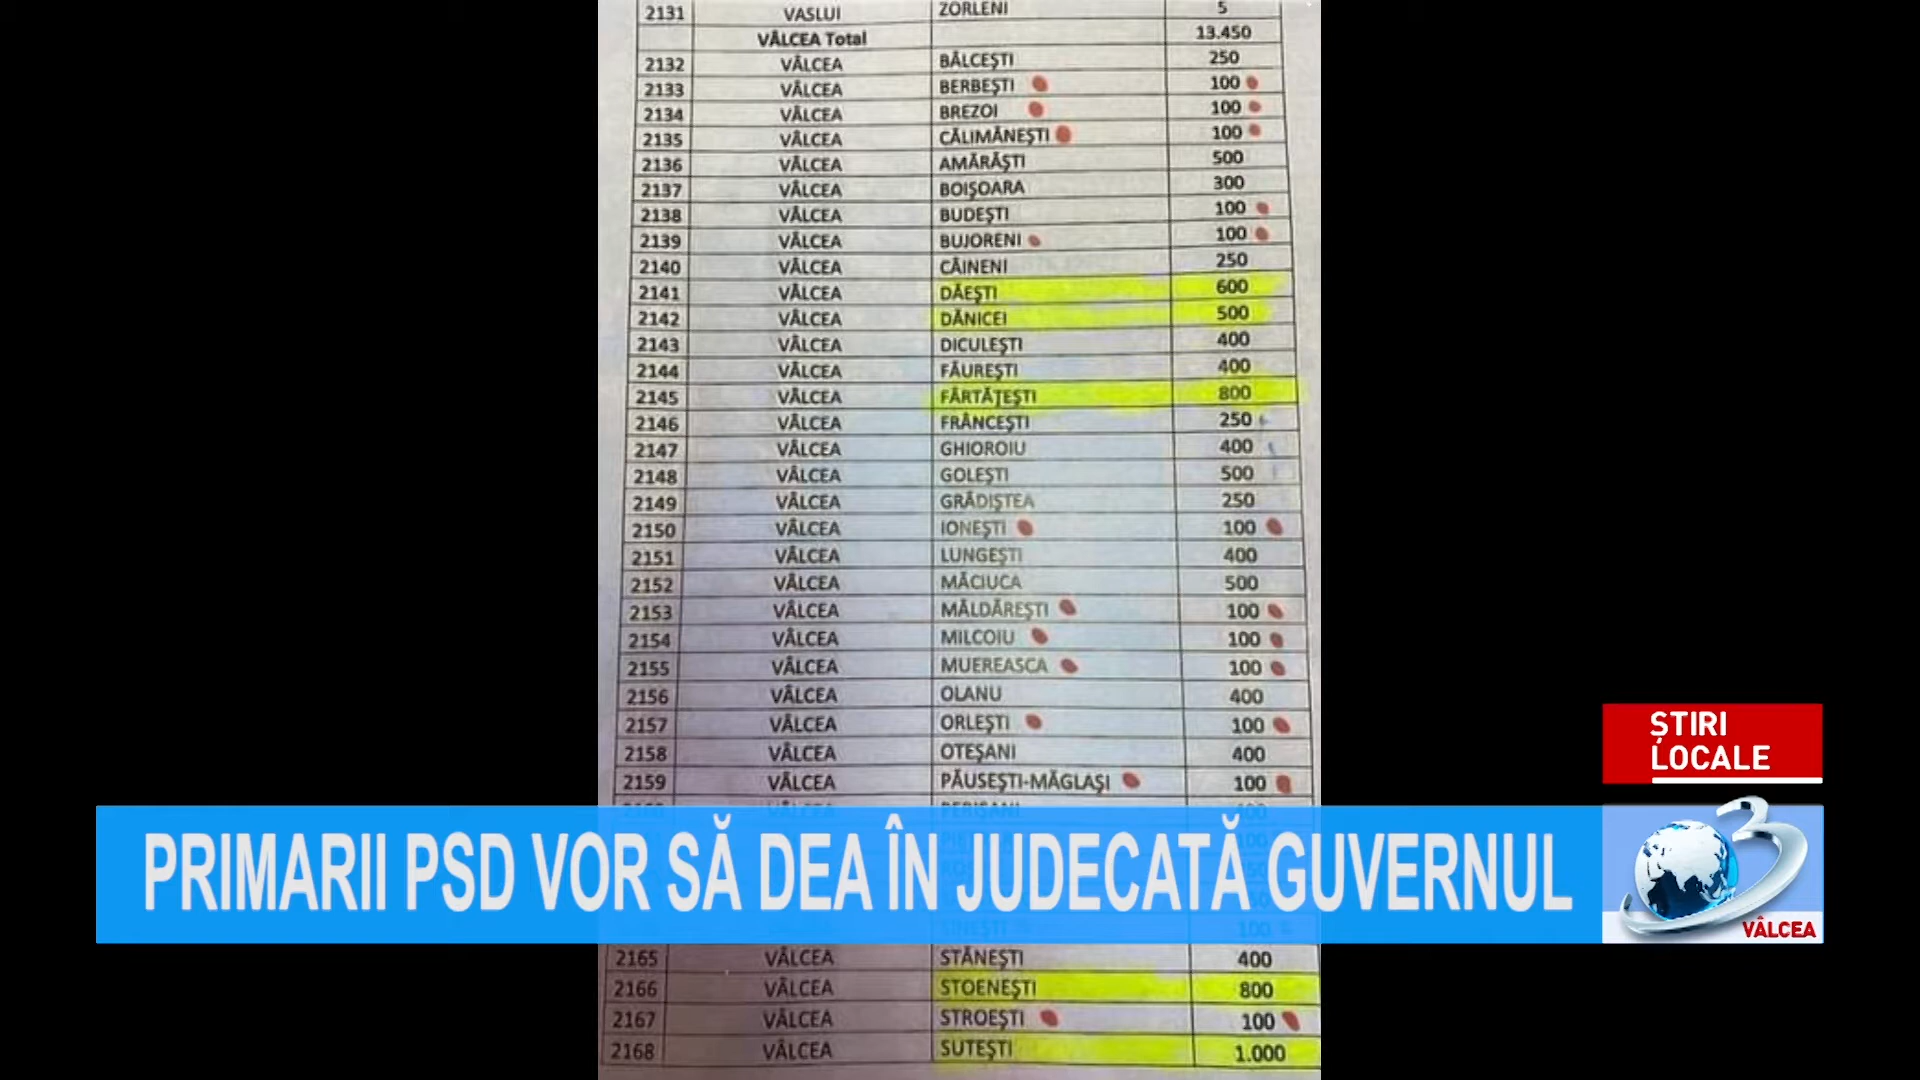 2131 VASLUI ZORLENI 5
VÂLCEA Total 13.450
2132 VÂLCEA BĂLCEŞTI 250
2133 VÂLCEA BERBEŞTI 100
2134 VÂLCEA BREZOI 100
2135 VÂLCEA CĂLIMĂNEŞTI 100
2136 VÂLCEA AMĂRĂŞTI 500
2137 VÂLCEA BOIŞOARA 300
2138 VÂLCEA BUDEŞTI 100
2139 VÂLCEA BUJORENI 100
2140 VÂLCEA CÂINENI 250
2141 VÂLCEA DĂEŞTI 600
2142 VÂLCEA DĂNICEI 500
2143 VÂLCEA DICULEŞTI 400
2144 VÂLCEA FĂUREŞTI 400
2145 VÂLCEA FÂRTĂŢEŞTI 800
2146 VÂLCEA FRÂNCEŞTI 250
2147 VÂLCEA GHIOROIU 400
2148 VÂLCEA GOLEŞTI 500
2149 VÂLCEA GRĂDIŞTEA 250
2150 VÂLCEA IONEŞTI 100
2151 VÂLCEA LUNGEŞTI 400
2152 VÂLCEA MĂCIUCA 500
2153 VÂLCEA MĂLDĂREŞTI 100
2154 VÂLCEA MILCOIU 100
2155 VÂLCEA MUEREASCA 100
2156 VÂLCEA OLANU 400
2157 VÂLCEA ORLEŞTI 100
2158 VÂLCEA OTEŞANI 400
2159 VÂLCEA PĂUSEŞTI-MĂGLAŞI 100
ȘTIRI
LOCALE
PRIMARII PSD VOR SĂ DEA ÎN JUDECATĂ GUVERNUL
3
VÂLCEA
2165 VÂLCEA STĂNEŞTI 400
2166 VÂLCEA STOENEŞTI 800
2167 VÂLCEA STROEŞTI 100
2168 VÂLCEA SUTEŞTI 1.000